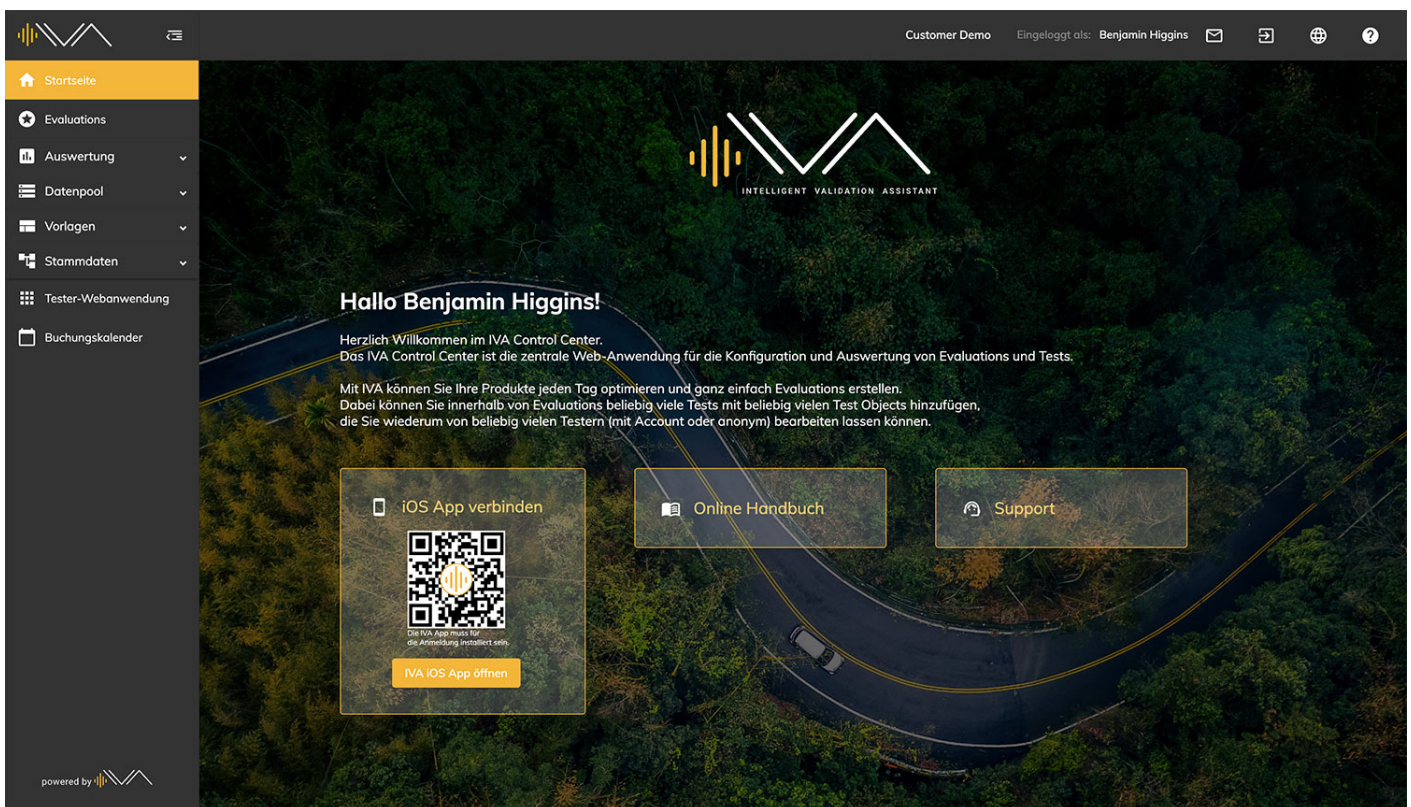 Customer Demo Eingeloggt als: Benjamin Higgins
Startseite
Evaluations
Auswertung
Datenpool
Vorlagen
Stammdaten
Tester-Webanwendung
Buchungskalender
powered by IVA
IVA
INTELLIGENT VALIDATION ASSISTANT
Hallo Benjamin Higgins!
Herzlich Willkommen im IVA Control Center.
Das IVA Control Center ist die zentrale Web-Anwendung für die Konfiguration und Auswertung von Evaluations und Tests.
Mit IVA können Sie Ihre Produkte jeden Tag optimieren und ganz einfach Evaluations erstellen.
Dabei können Sie innerhalb von Evaluations beliebig viele Tests mit beliebig vielen Test Objects hinzufügen,
die Sie wiederum von beliebig vielen Testern (mit Account oder anonym) bearbeiten lassen können.
iOS App verbinden
Die IVA App muss für
die Anmeldung installiert sein.
IVA iOS App öffnen
Online Handbuch
Support